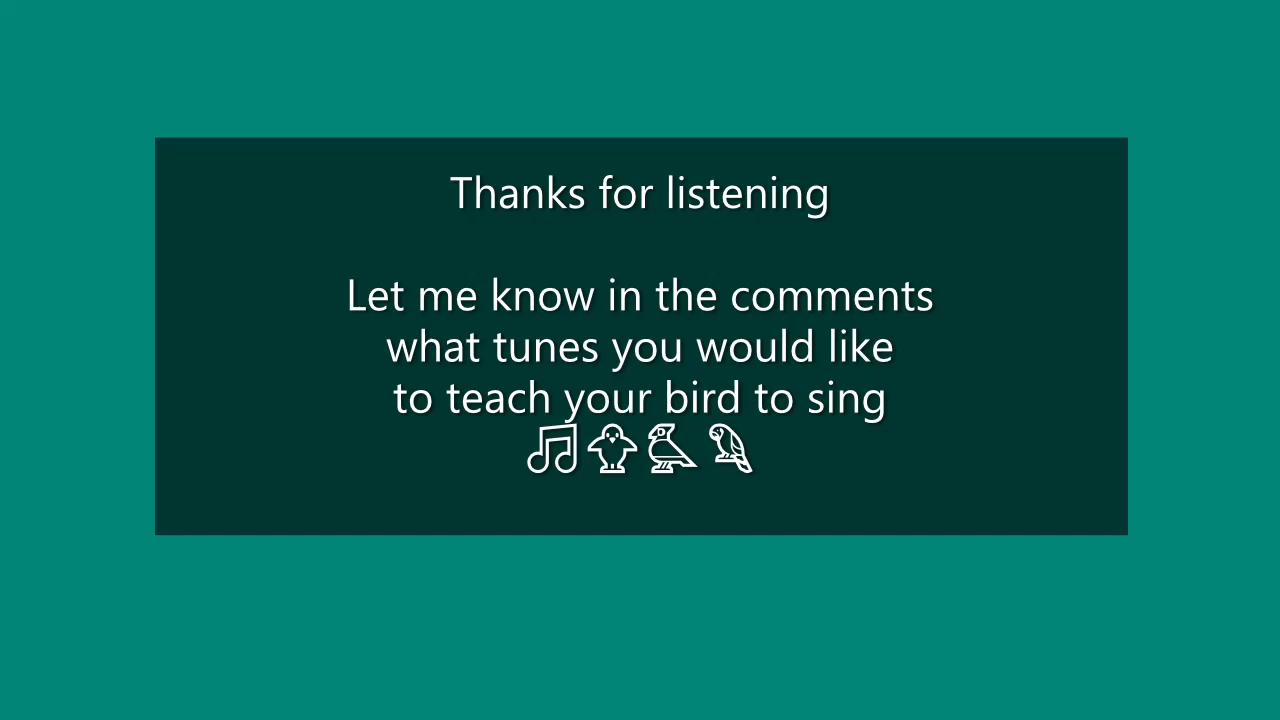 Thanks for listening
Let me know in the comments
what tunes you would like
to teach your bird to sing
🎵🐧🐦🦜